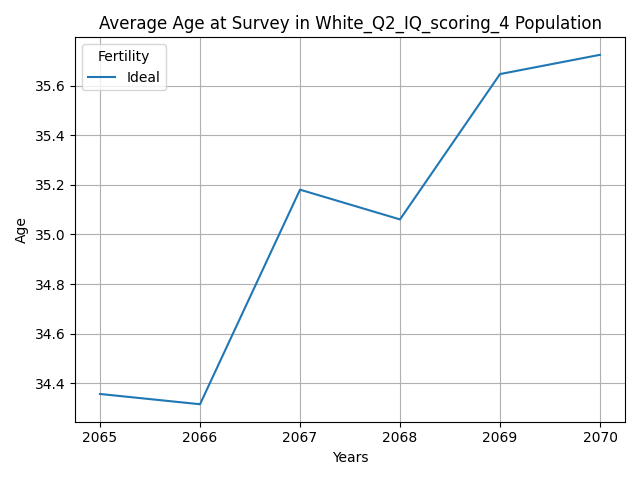 Average Age at Survey in White_Q2_IQ_scoring_4 Population
Fertility
Ideal
35.6
35.4
35.2
35.0
34.8
34.6
34.4
Age
2065 2066 2067 2068 2069 2070
Years